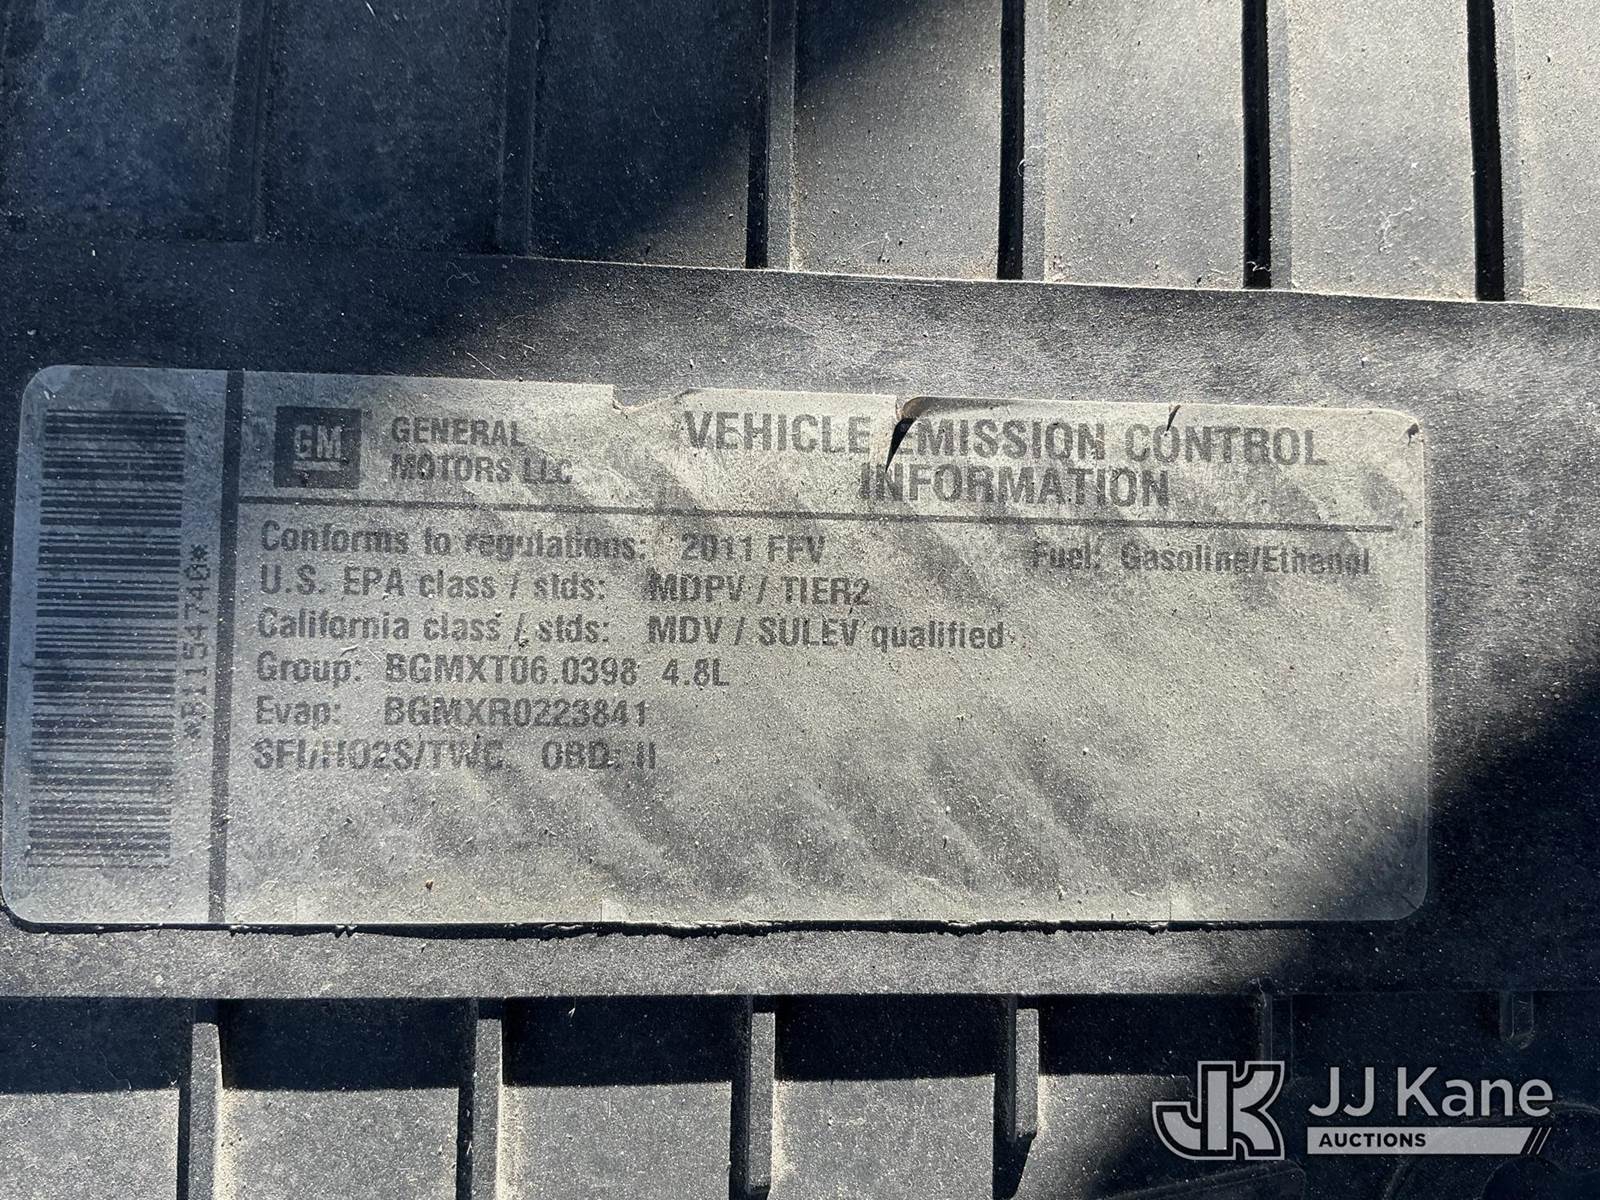 *B1154740*
GM
GENERAL
MOTORS LLC
VEHICLE EMISSION CONTROL
INFORMATION
Conforms to regulations: 2011 FFV Fuel: Gasoline/Ethanol
U.S. EPA class / stds: MDPV / TIER2
California class / stds: MDV / SULEV qualified
Group: BGMXT06.0398 4.8L
Evap: BGMXR0223841
SFI/HO2S/TWC, OBD: II
JK JJ Kane
AUCTIONS